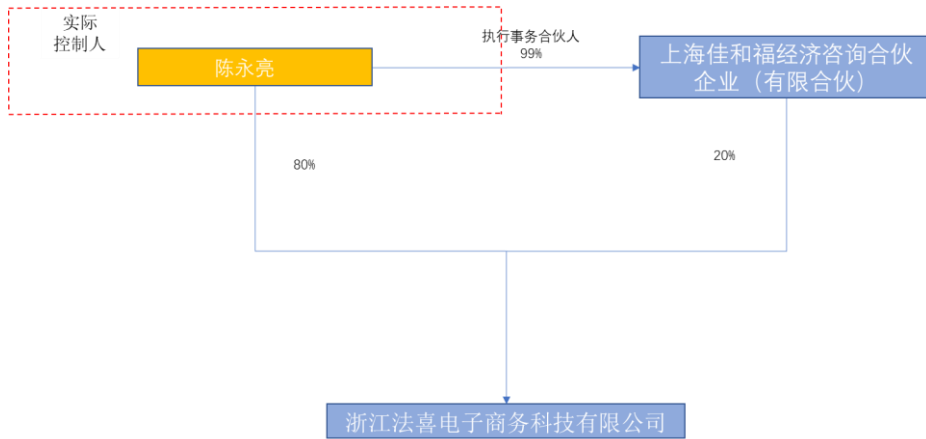 实际
控制人
执行事务合伙人
99%
陈永亮
上海佳和福经济咨询合伙
企业（有限合伙）
80%
20%
浙江法喜电子商务科技有限公司